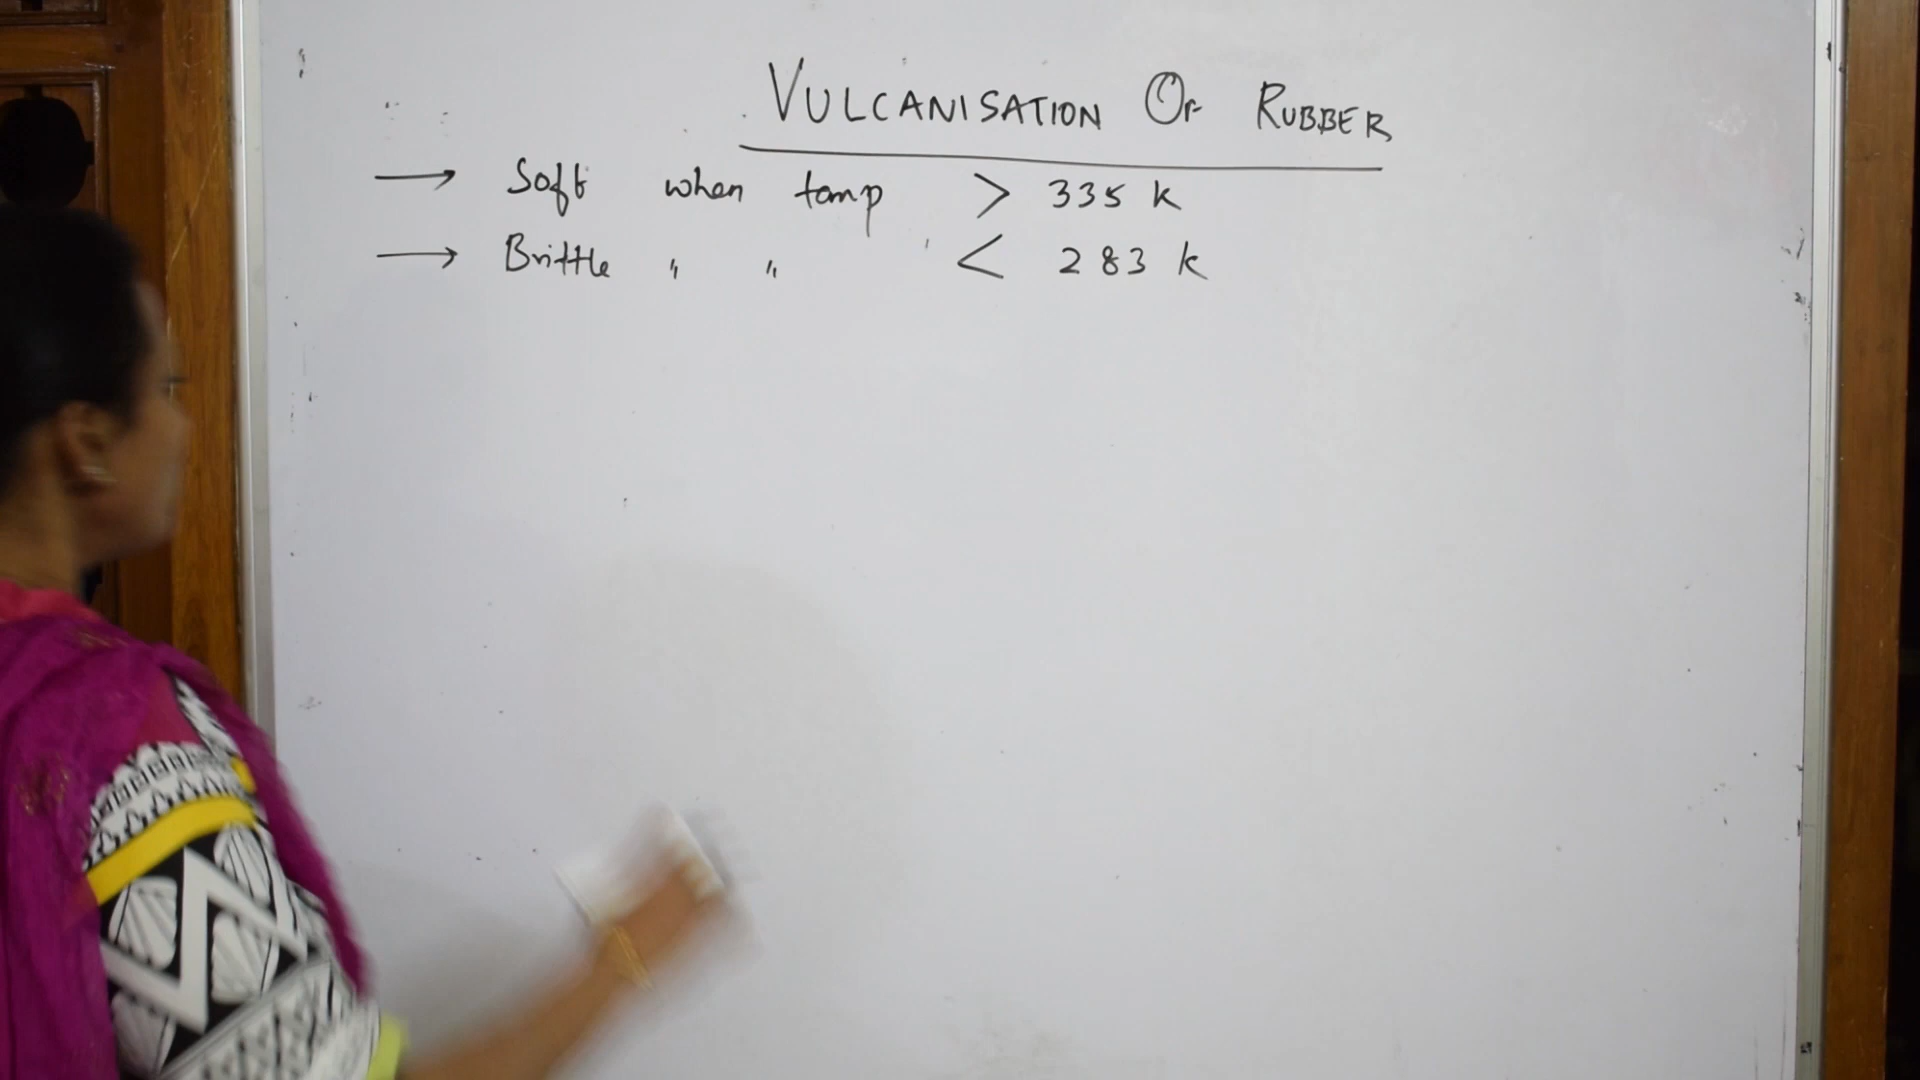 VULCANISATION OF RUBBER
→ Soft when temp > 335 k
→ Brittle " " < 283 k